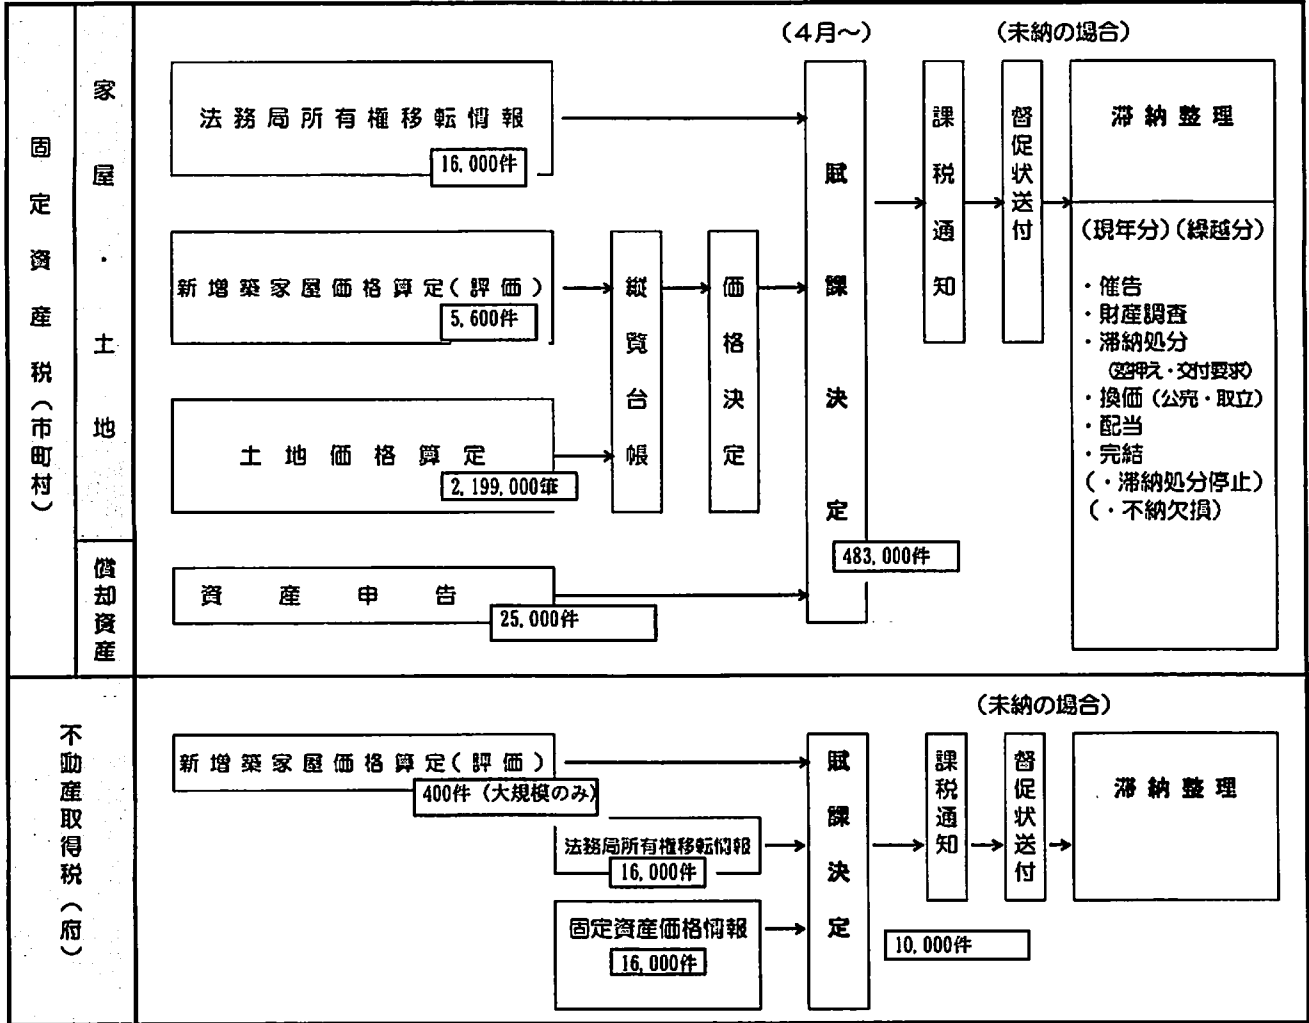 固定資産税(市町村)
家屋・土地
償却資産
(4月〜)
(未納の場合)
法務局所有権移転情報
16,000件
新増築家屋価格算定(評価)
5,600件
土地価格算定
2,199,000筆
資産申告
25,000件
縦覧台帳
価格決定
賦課決定
483,000件
課税通知
督促状送付
滞納整理
(現年分)(繰越分)
・催告
・財産調査
・滞納処分
(差押え・交付要求)
・換価(公売・取立)
・配当
・完結
(・滞納処分停止)
(・不納欠損)
不動産取得税(府)
(未納の場合)
新増築家屋価格算定(評価)
400件(大規模のみ)
法務局所有権移転情報
16,000件
固定資産価格情報
16,000件
賦課決定
10,000件
課税通知
督促状送付
滞納整理